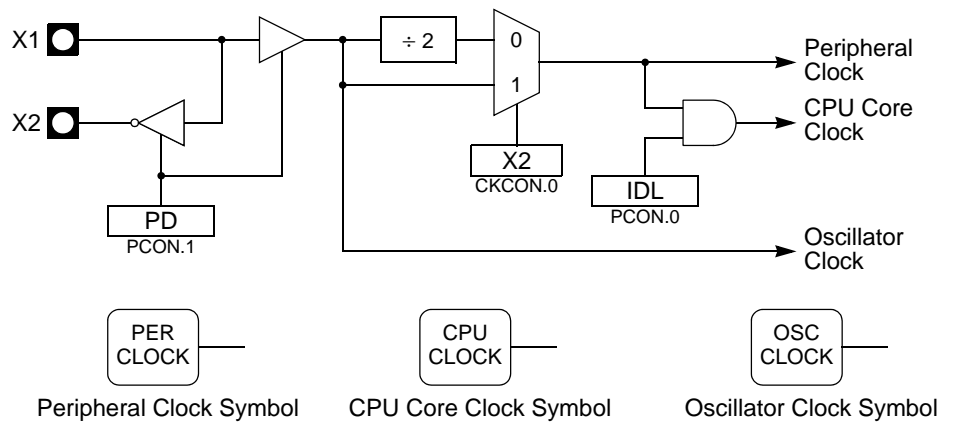 X1
÷ 2
0
1
Peripheral
Clock
X2
CPU Core
Clock
X2
CKCON.0
IDL
PCON.0
PD
PCON.1
Oscillator
Clock
PER
CLOCK
CPU
CLOCK
OSC
CLOCK
Peripheral Clock Symbol
CPU Core Clock Symbol
Oscillator Clock Symbol